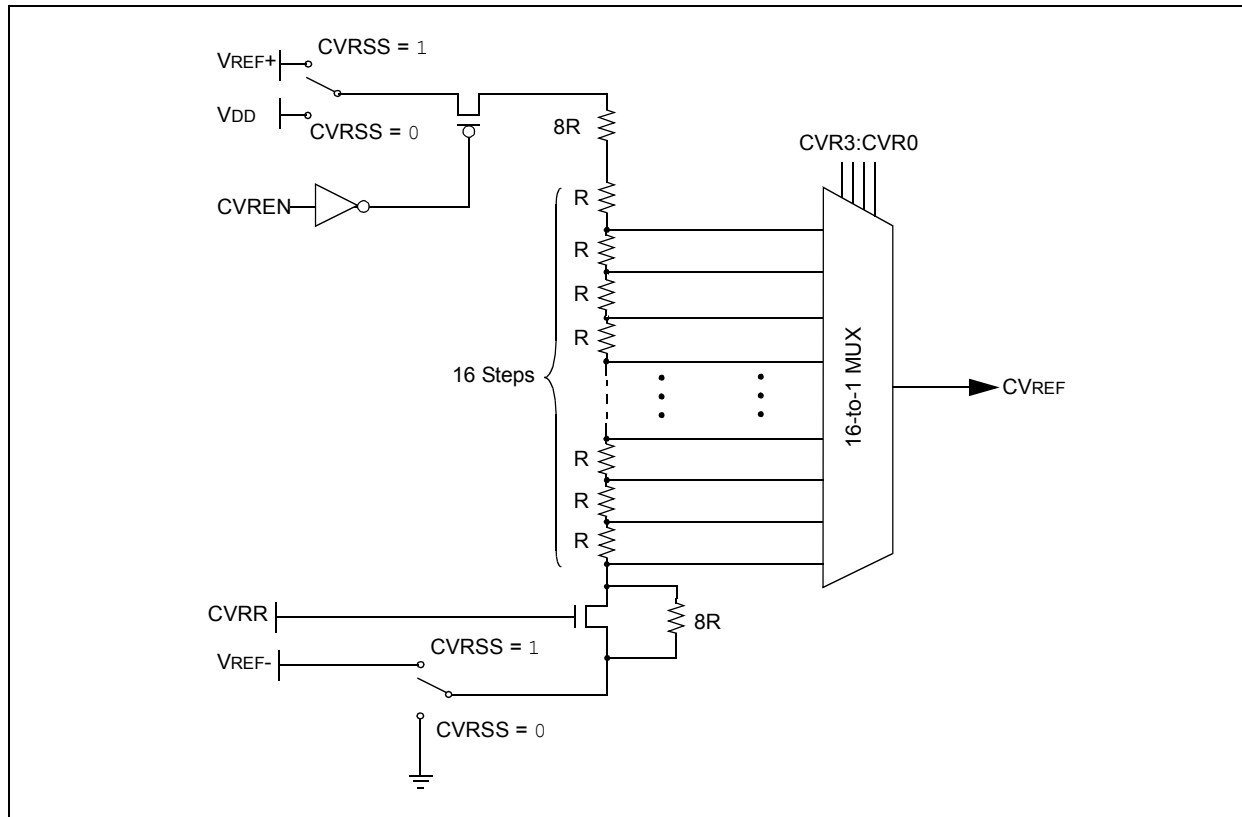 CVRSS = 1
VREF+
VDD
CVRSS = 0
8R
CVR3:CVR0
CVREN
R
R
R
R
16 Steps
16-to-1 MUX
CVREF
R
R
R
CVRR
8R
CVRSS = 1
VREF-
CVRSS = 0